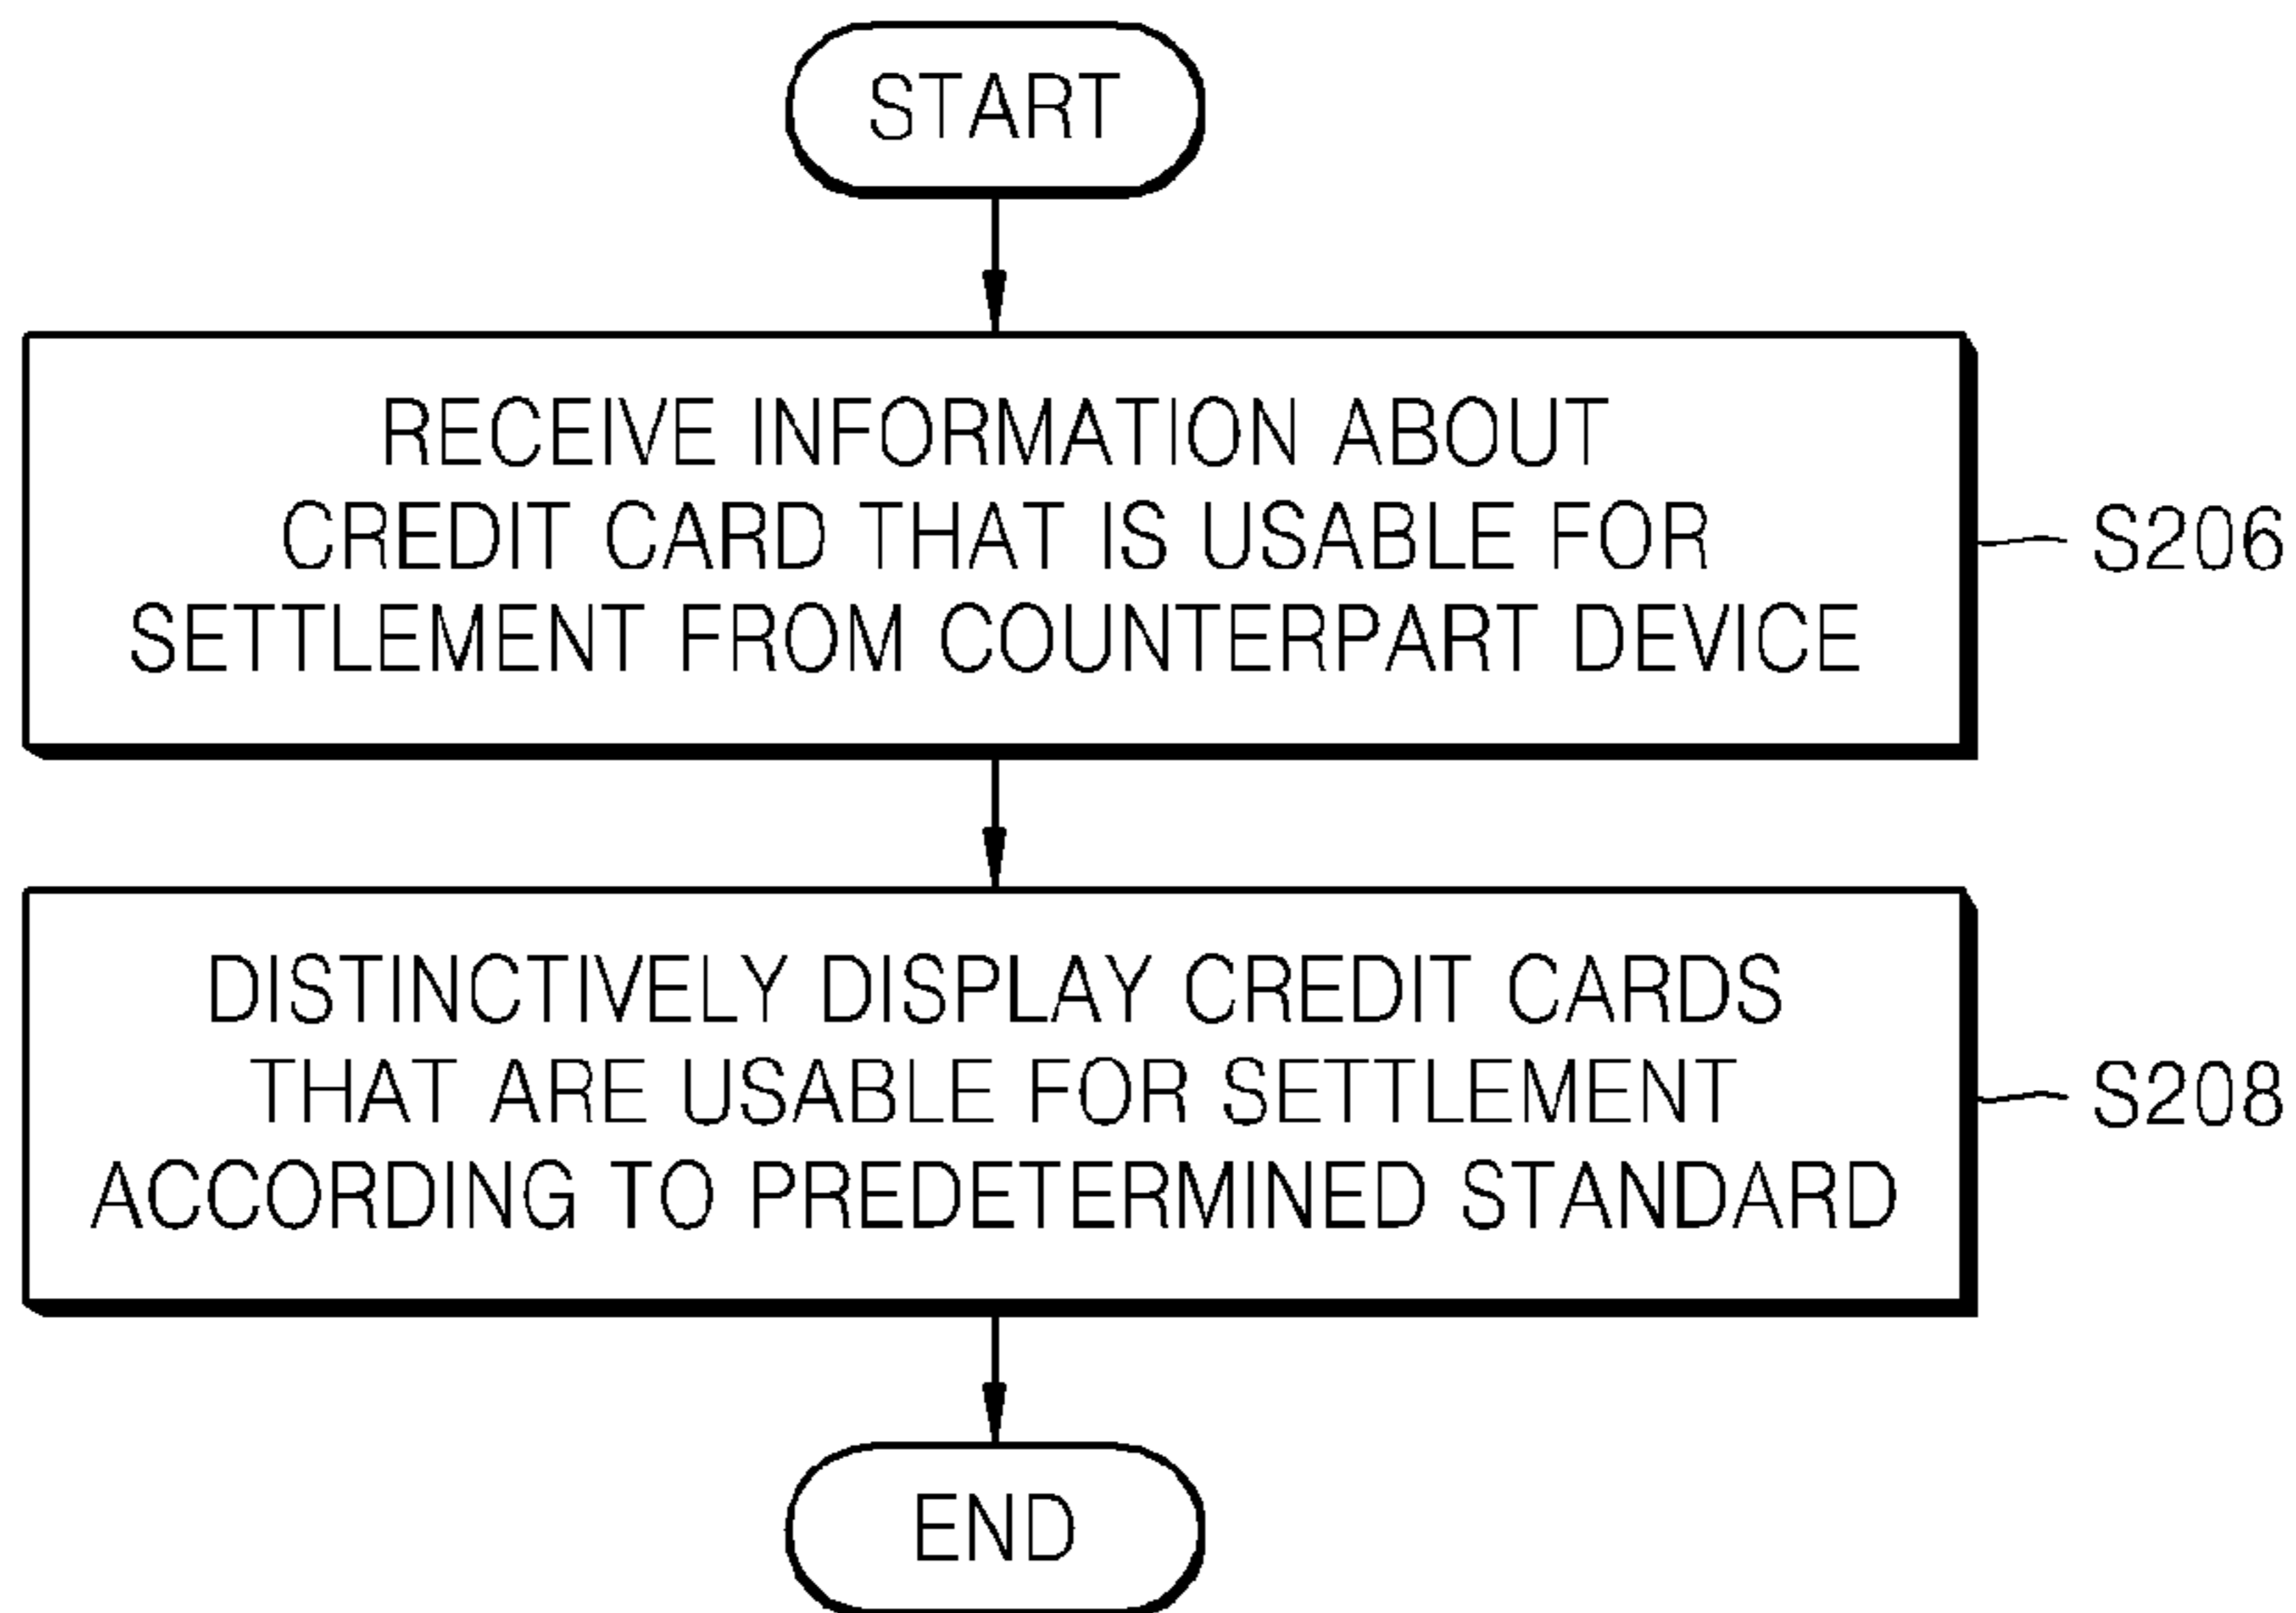 START
RECEIVE INFORMATION ABOUT
CREDIT CARD THAT IS USABLE FOR
SETTLEMENT FROM COUNTERPART DEVICE
S206
DISTINCTIVELY DISPLAY CREDIT CARDS
THAT ARE USABLE FOR SETTLEMENT
ACCORDING TO PREDETERMINED STANDARD
S208
END